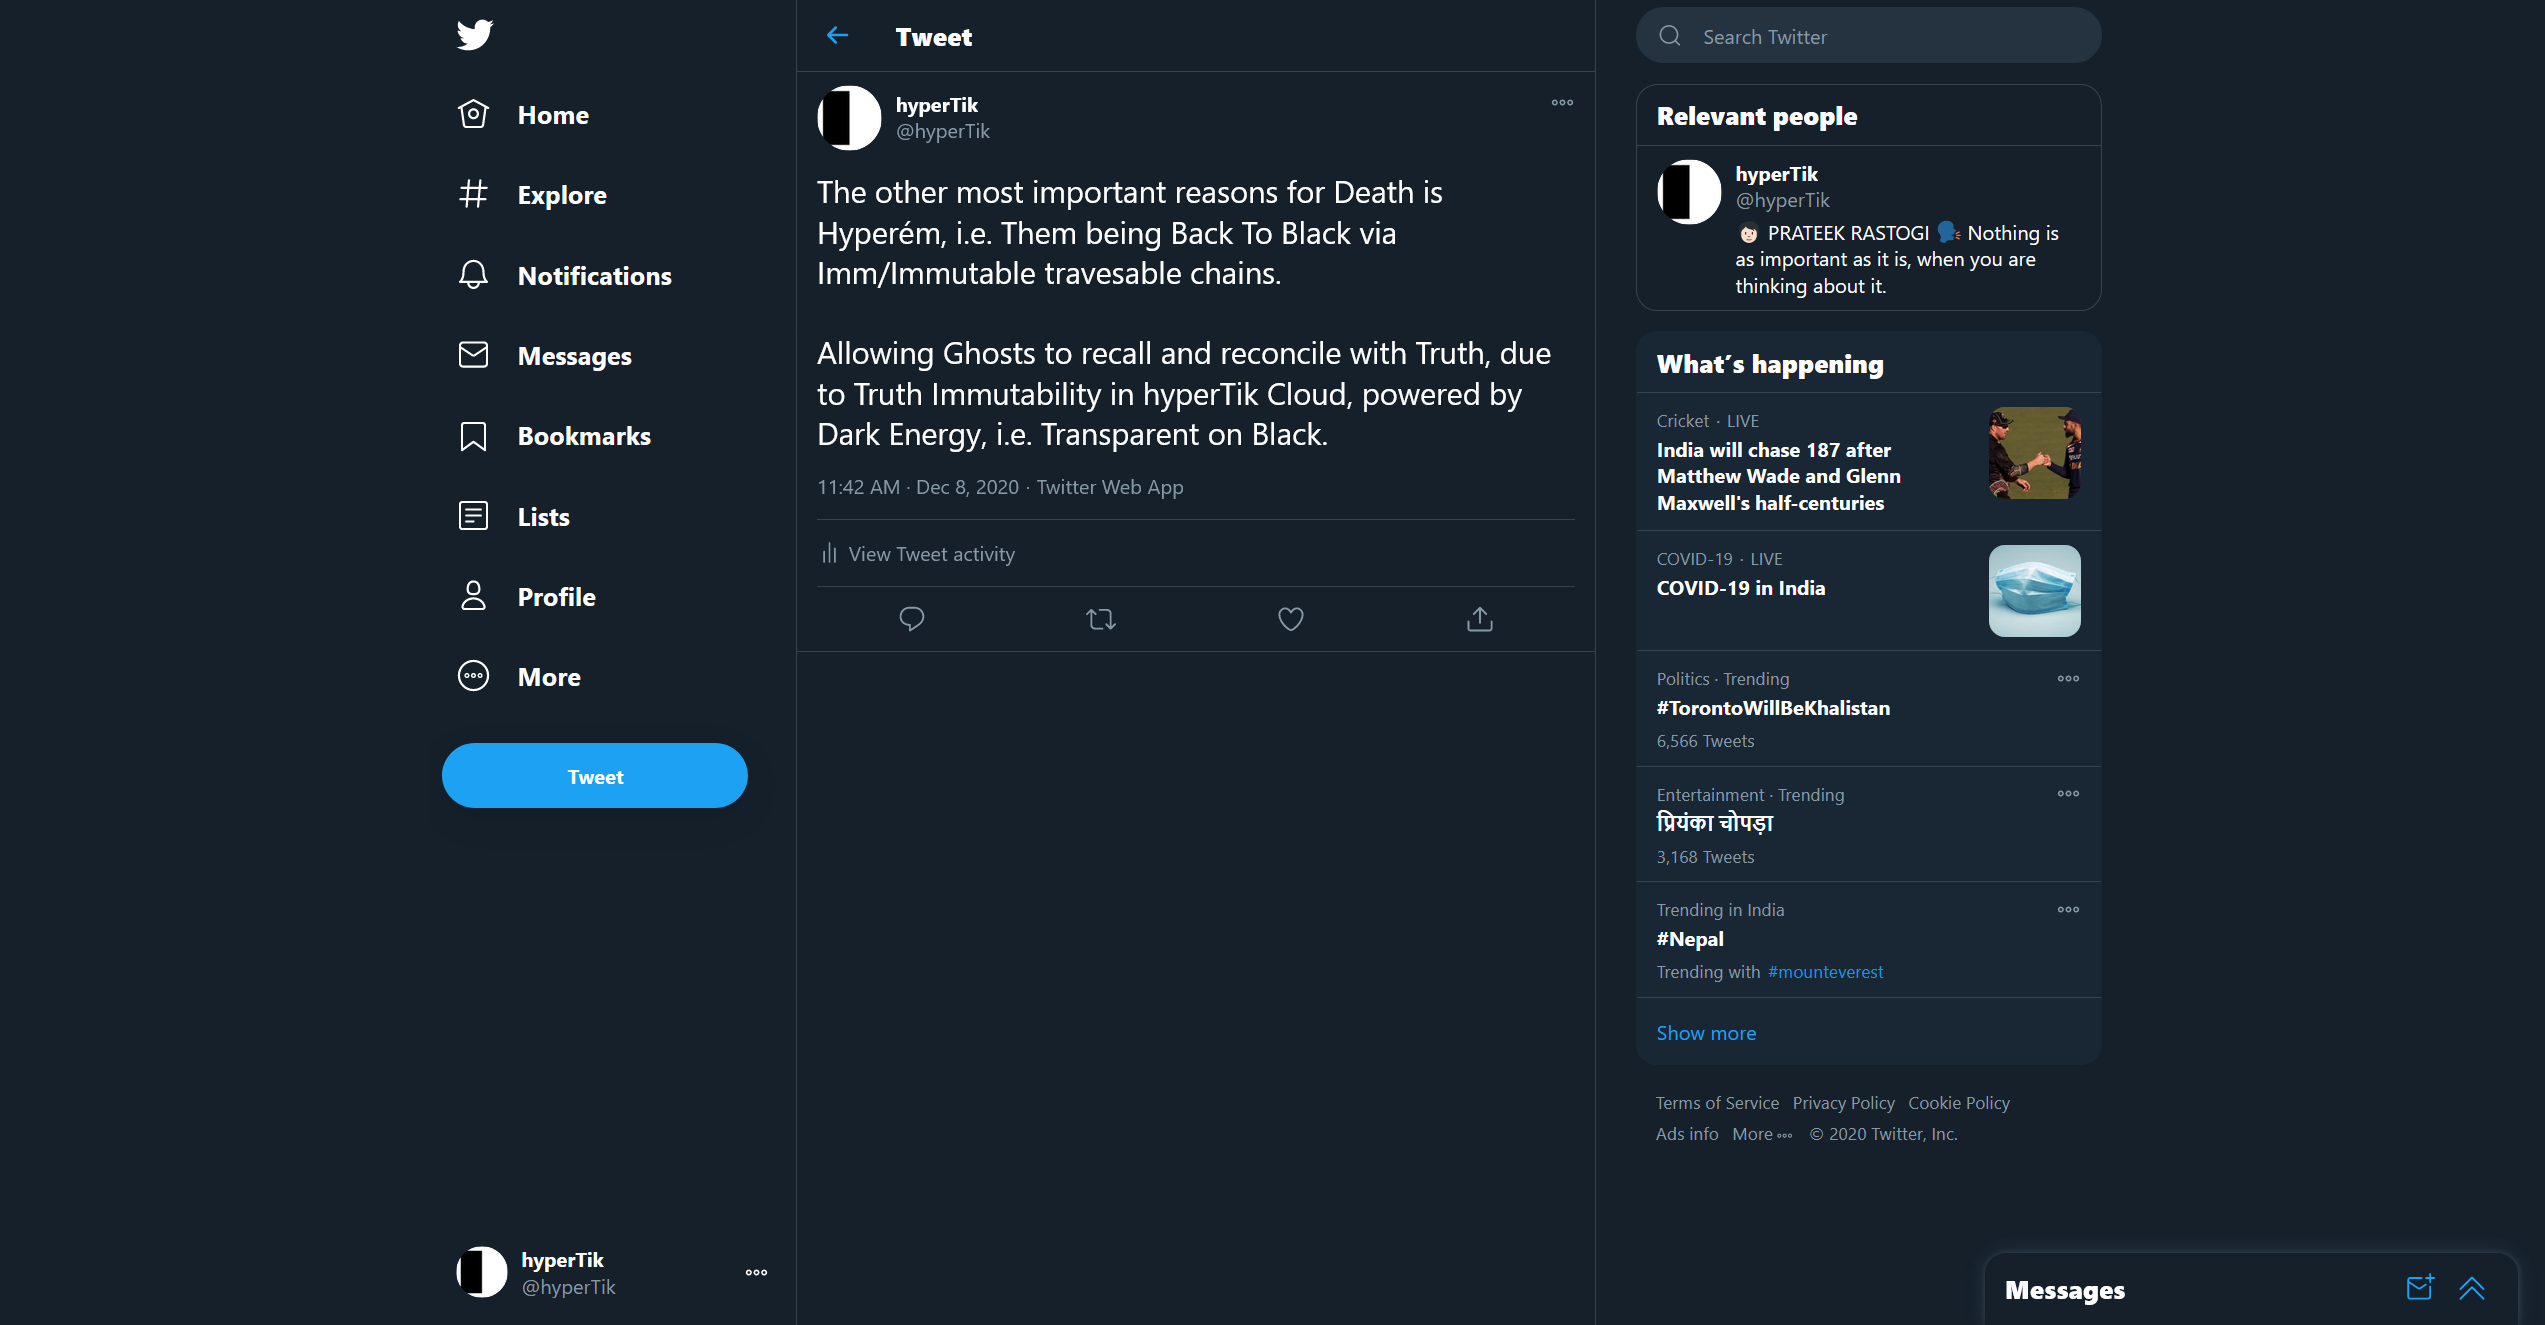 Home
Explore
Notifications
Messages
Bookmarks
Lists
Profile
More
Tweet
hyperTik
@hyperTik
Tweet
hyperTik
@hyperTik
The other most important reasons for Death is
Hyperém, i.e. Them being Back To Black via
Imm/Immutable travesable chains.
Allowing Ghosts to recall and reconcile with Truth, due
to Truth Immutability in hyperTik Cloud, powered by
Dark Energy, i.e. Transparent on Black.
11:42 AM · Dec 8, 2020 · Twitter Web App
View Tweet activity
Search Twitter
Relevant people
hyperTik
@hyperTik
PRATEEK RASTOGI Nothing is
as important as it is, when you are
thinking about it.
What's happening
Cricket · LIVE
India will chase 187 after
Matthew Wade and Glenn
Maxwell's half-centuries
COVID-19 · LIVE
COVID-19 in India
Politics · Trending
#TorontoWillBeKhalistan
6,566 Tweets
Entertainment · Trending
प्रियंका चोपड़ा
3,168 Tweets
Trending in India
#Nepal
Trending with #mounteverest
Show more
Terms of Service Privacy Policy Cookie Policy
Ads info More © 2020 Twitter, Inc.
Messages